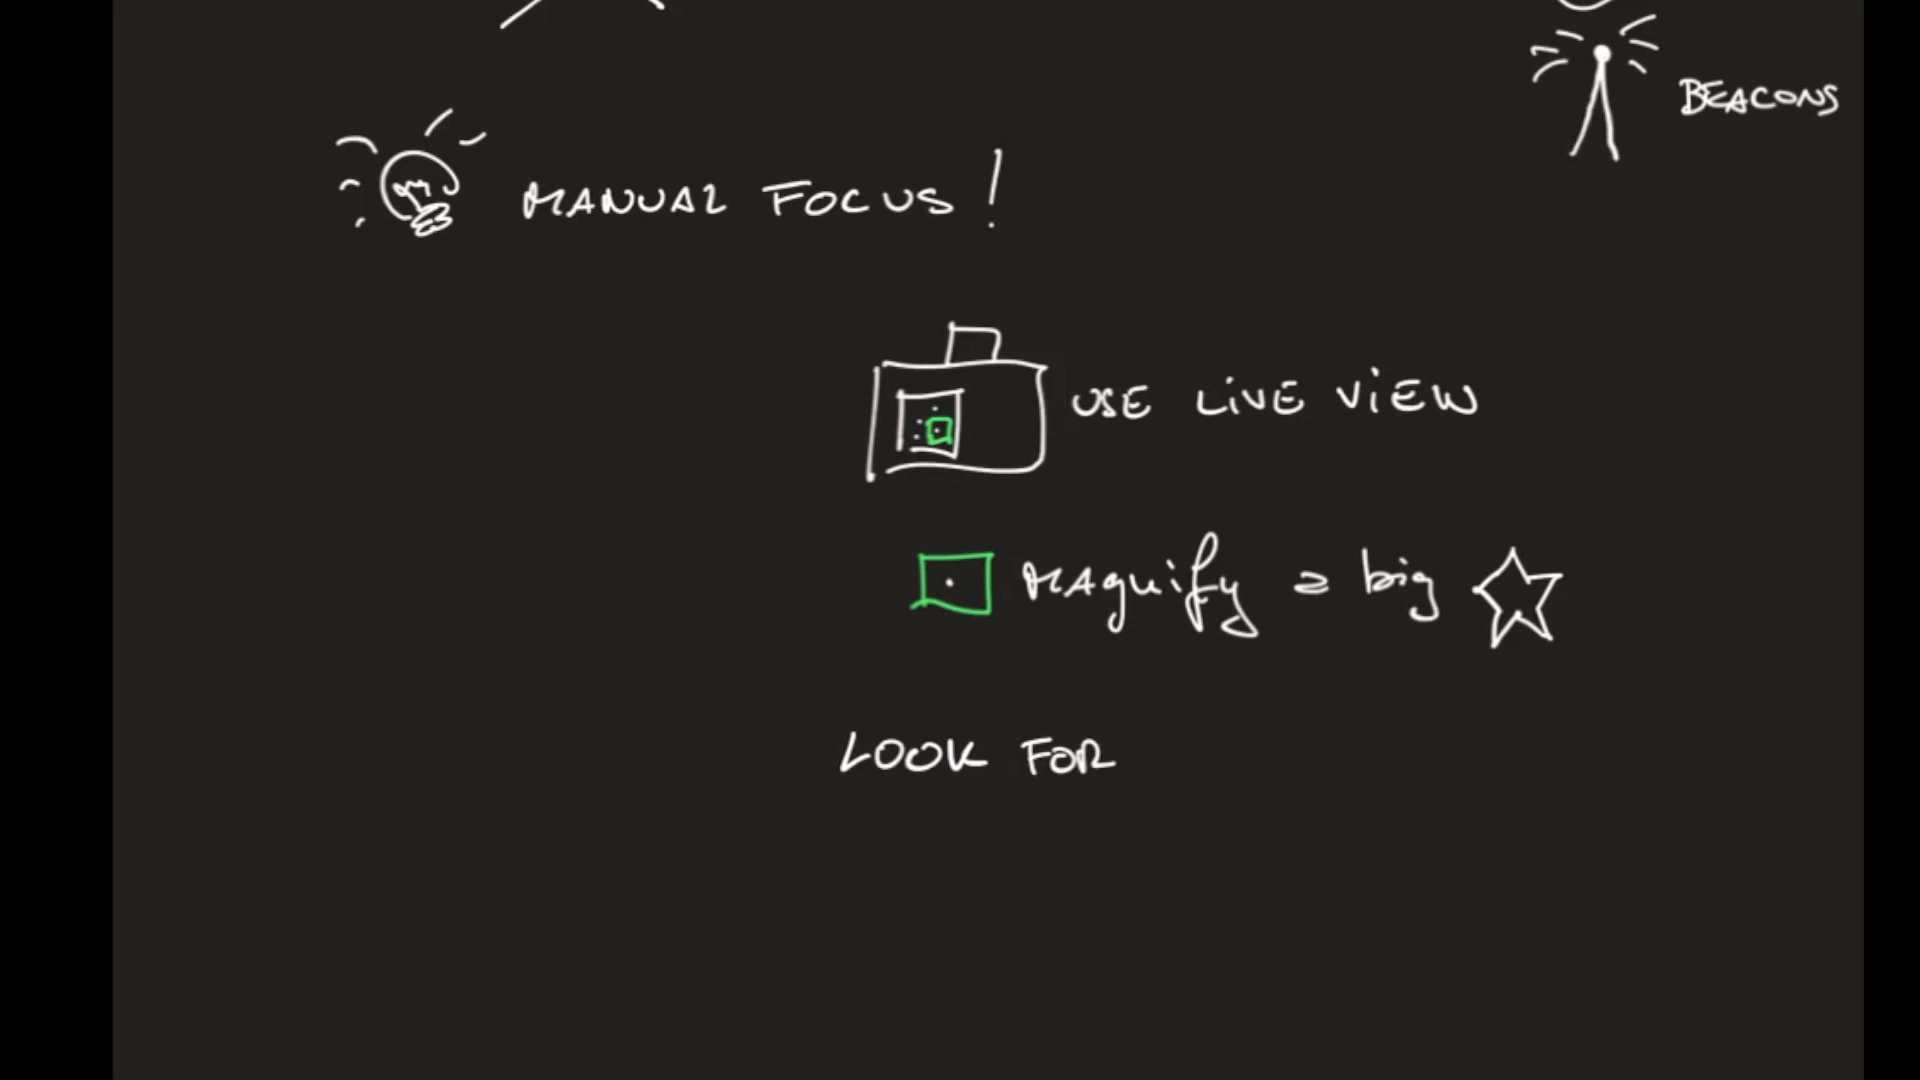 BEACONS
MANUAL FOCUS!
USE LIVE VIEW
MAgnify a big
LOOK FOR